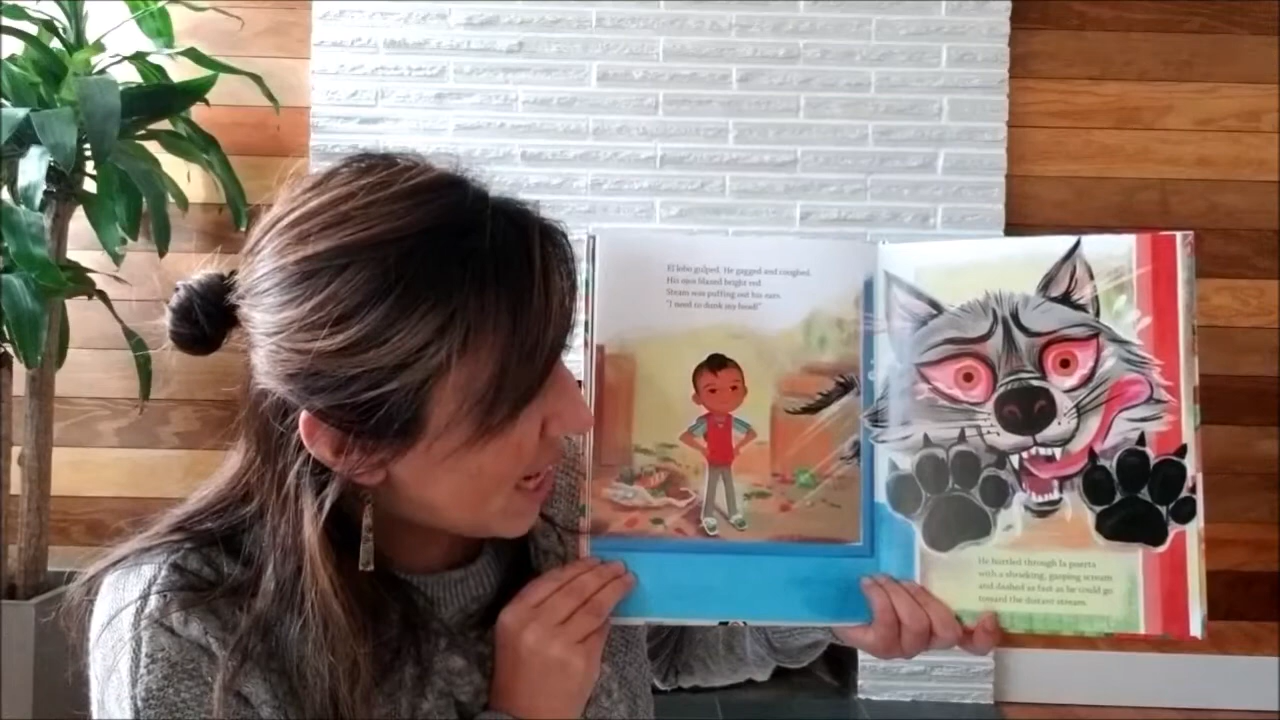 El lobo gulped. He gagged and coughed.
His ojos blazed bright red.
Steam was puffing out his ears.
"I need to dunk my head!"
He hurtled through la puerta
with a shrieking, gasping scream
and dashed as fast as he could go
toward the distant stream.